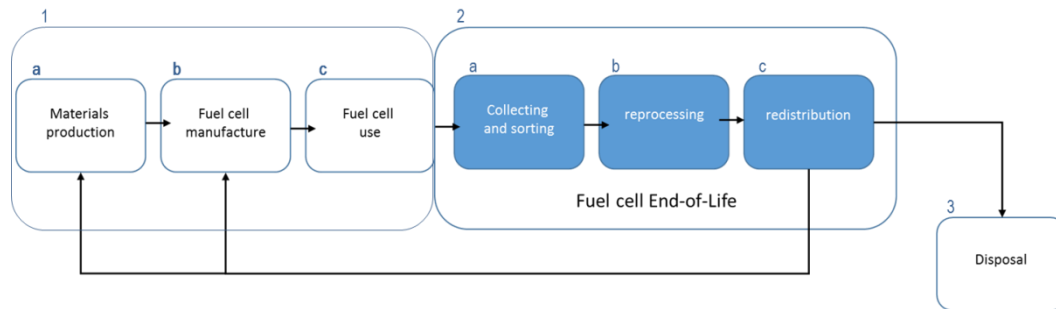 1
2
a
b
c
a
b
c
Materials
production
Fuel cell
manufacture
Fuel cell
use
Collecting
and sorting
reprocessing
redistribution
Fuel cell End-of-Life
3
Disposal